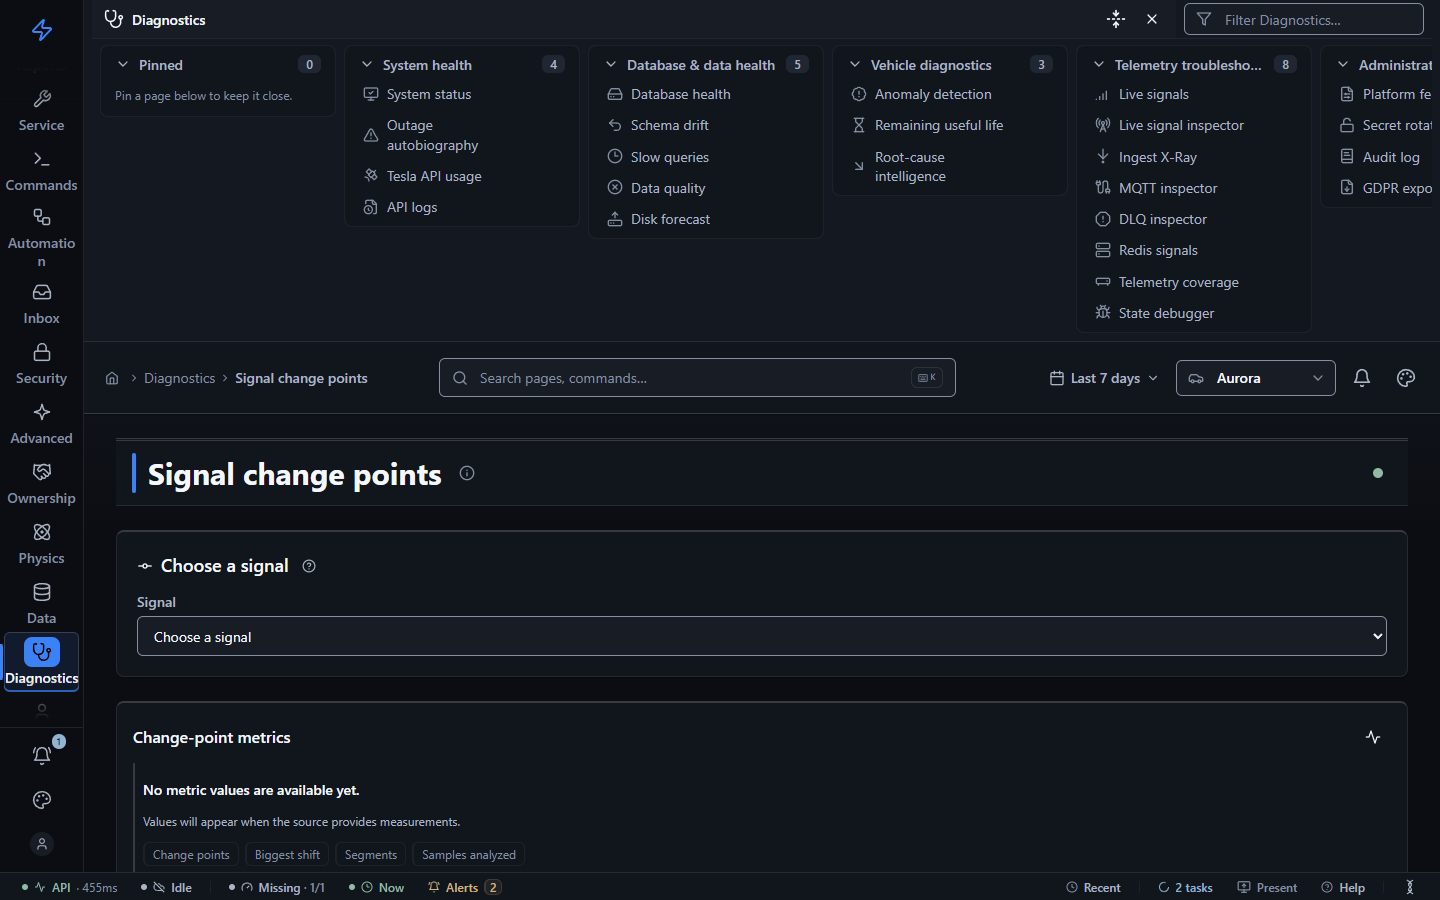 Diagnostics
Filter Diagnostics...
Pinned 0
Pin a page below to keep it close.
System health 4
System status
Outage
autobiography
Tesla API usage
API logs
Database & data health 5
Database health
Schema drift
Slow queries
Data quality
Disk forecast
Vehicle diagnostics 3
Anomaly detection
Remaining useful life
Root-cause
intelligence
Telemetry troublesho... 8
Live signals
Live signal inspector
Ingest X-Ray
MQTT inspector
DLQ inspector
Redis signals
Telemetry coverage
State debugger
Administrat
Platform fe
Secret rotat
Audit log
GDPR expo
Service
Commands
Automatio
n
Inbox
Security
Advanced
Ownership
Physics
Data
Diagnostics
1
Diagnostics
Signal change points
Search pages, commands...
K
Last 7 days
Aurora
Signal change points
Choose a signal
Signal
Choose a signal
Change-point metrics
No metric values are available yet.
Values will appear when the source provides measurements.
Change points
Biggest shift
Segments
Samples analyzed
API · 455ms
Idle
Missing · 1/1
Now
Alerts 2
Recent
2 tasks
Present
Help